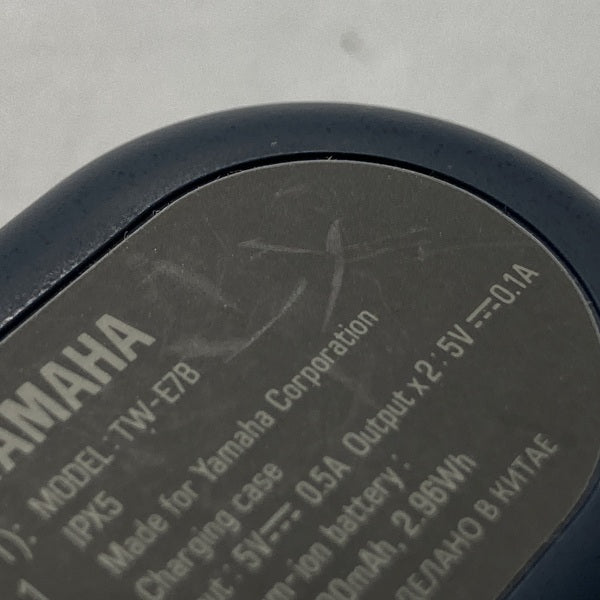 YAMAHA
): MODEL : TW-E7B
IPX5
Made for Yamaha Corporation
Charging case
: 5V⎓ 0.5A Output x 2 : 5V⎓0.1A
-ion battery :
mAh, 2.96Wh
СДЕЛАНО В КИТАЕ